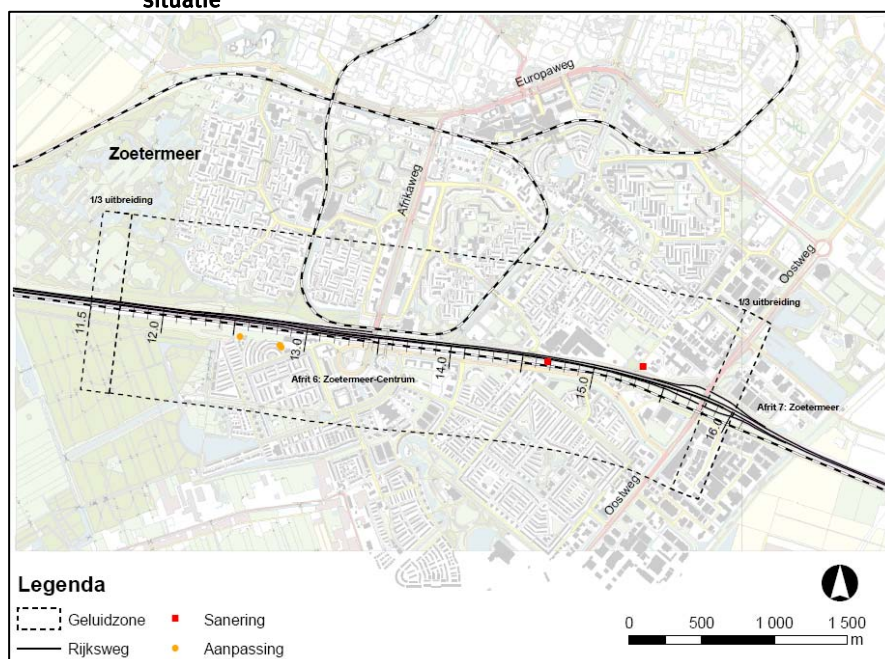 situatie
Europaweg
Zoetermeer
Afrikaweg
1/3 uitbreiding
Oostweg
1/3 uitbreiding
11.5
12.0
13.0
14.0
15.0
16.0
Afrit 6: Zoetermeer-Centrum
Afrit 7: Zoetermeer
Oostweg
Legenda
Geluidzone
Sanering
Rijksweg
Aanpassing
0 500 1 000 1 500
m